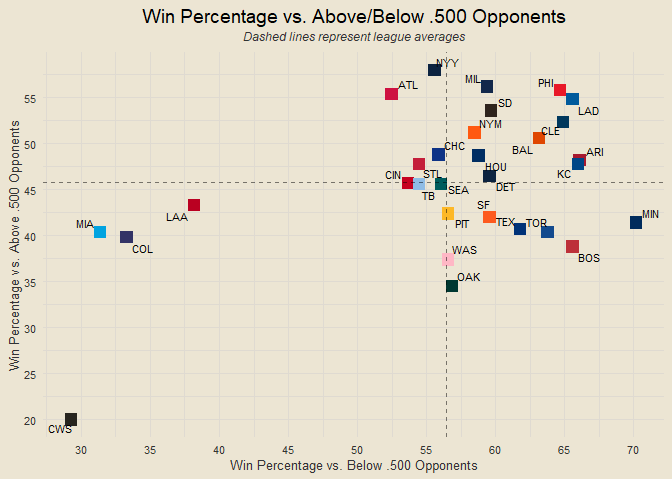 Win Percentage vs. Above/Below .500 Opponents
Dashed lines represent league averages
Win Percentage vs. Above .500 Opponents
55
50
45
40
35
30
25
20
NYY
ATL
MIL
PHI
SD
LAD
NYM
CLE
CHC
BAL
ARI
HOU
KC
CIN
STL
DET
TB
SEA
LAA
SF
MIN
MIA
PIT
TEX
TOR
COL
WAS
BOS
OAK
CWS
30
35
40
45
50
55
60
65
70
Win Percentage vs. Below .500 Opponents